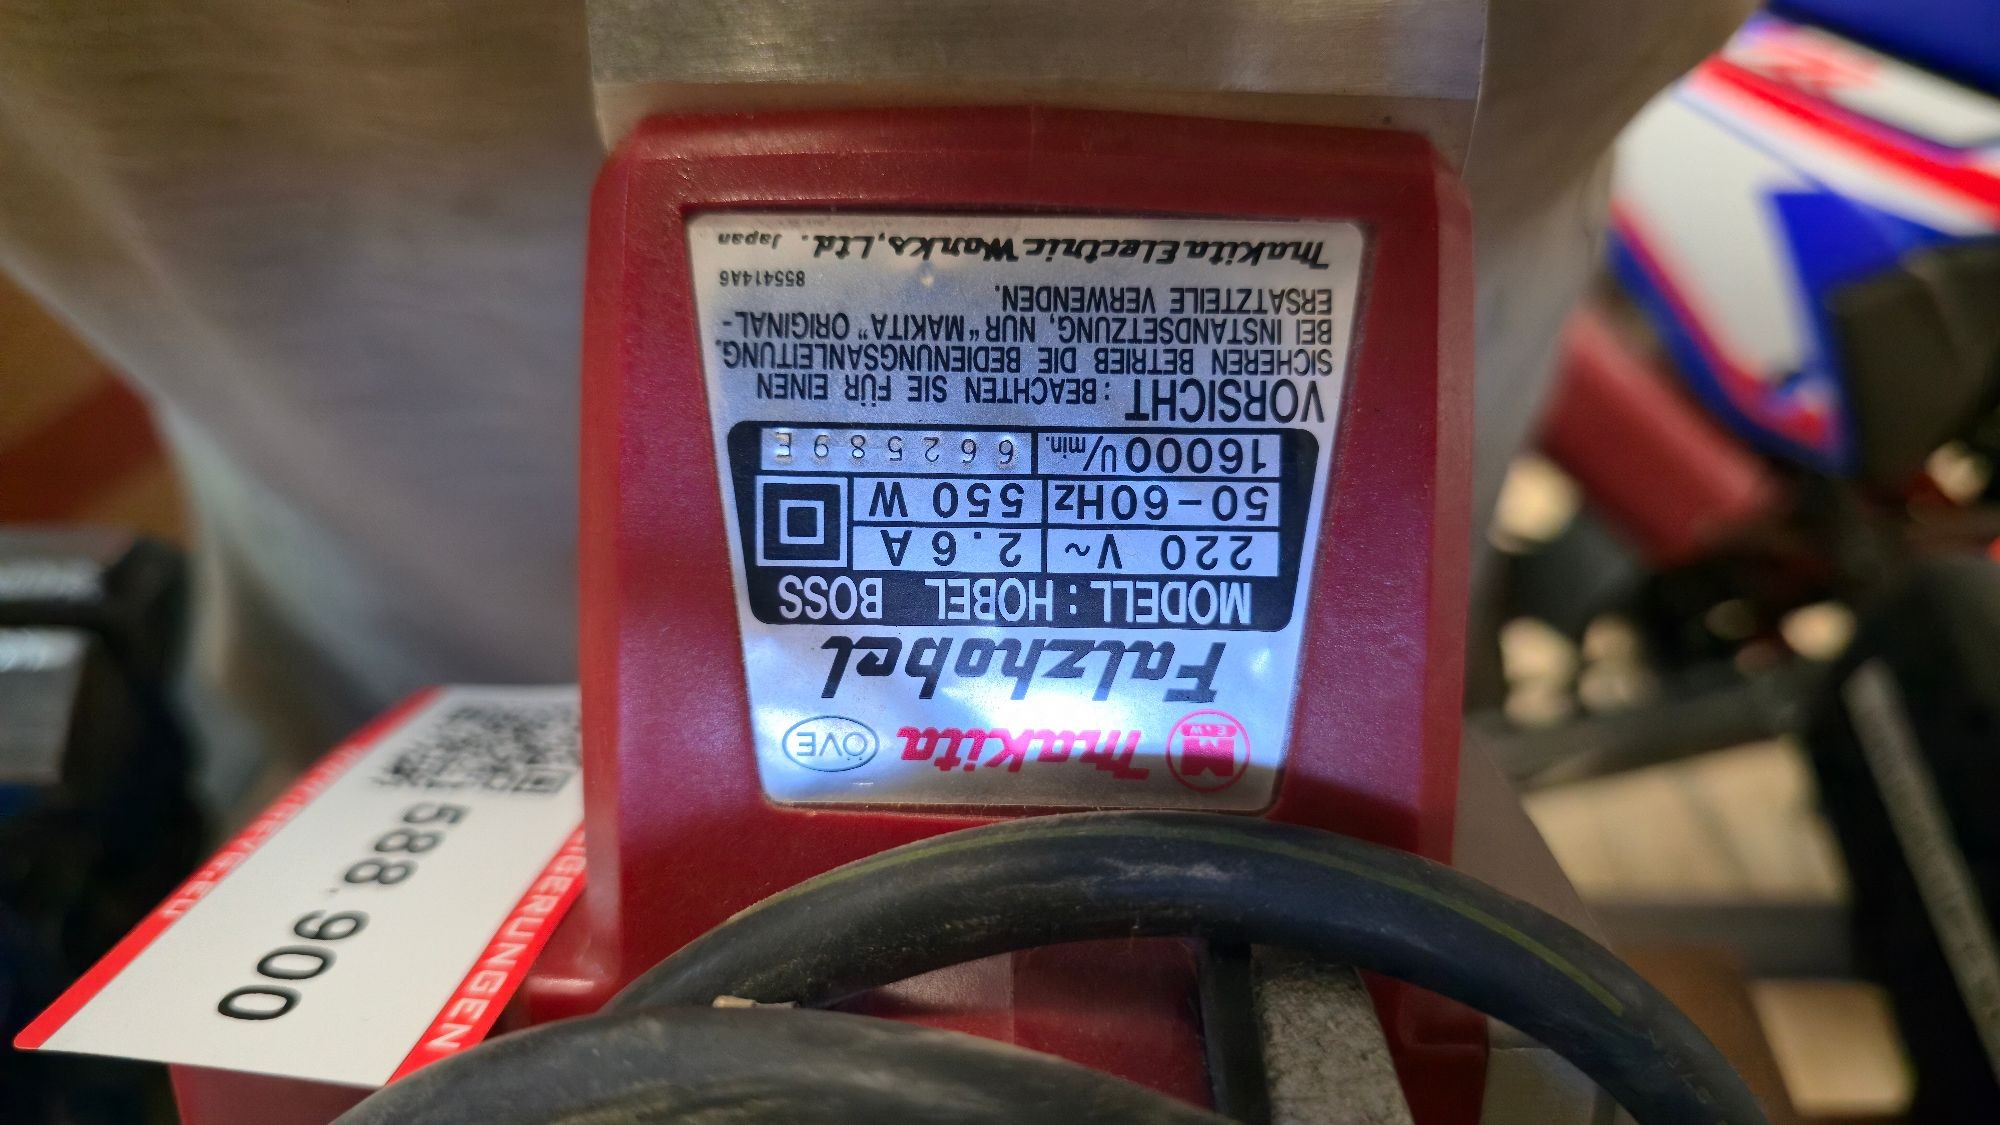 M
E.W
makita
ÖVE
Falzhobel
MODELL : HOBEL BOSS
220 V~ 2.6 A
50-60Hz 550 W
16000U/min. 662589E
VORSICHT : BEACHTEN SIE FÜR EINEN
SICHEREN BETRIEB DIE BEDIENUNGSANLEITUNG.
BEI INSTANDSETZUNG, NUR “MAKITA” ORIGINAL-
ERSATZTEILE VERWENDEN.
855414A6
Makita Electric Works, Ltd. Japan
588.900